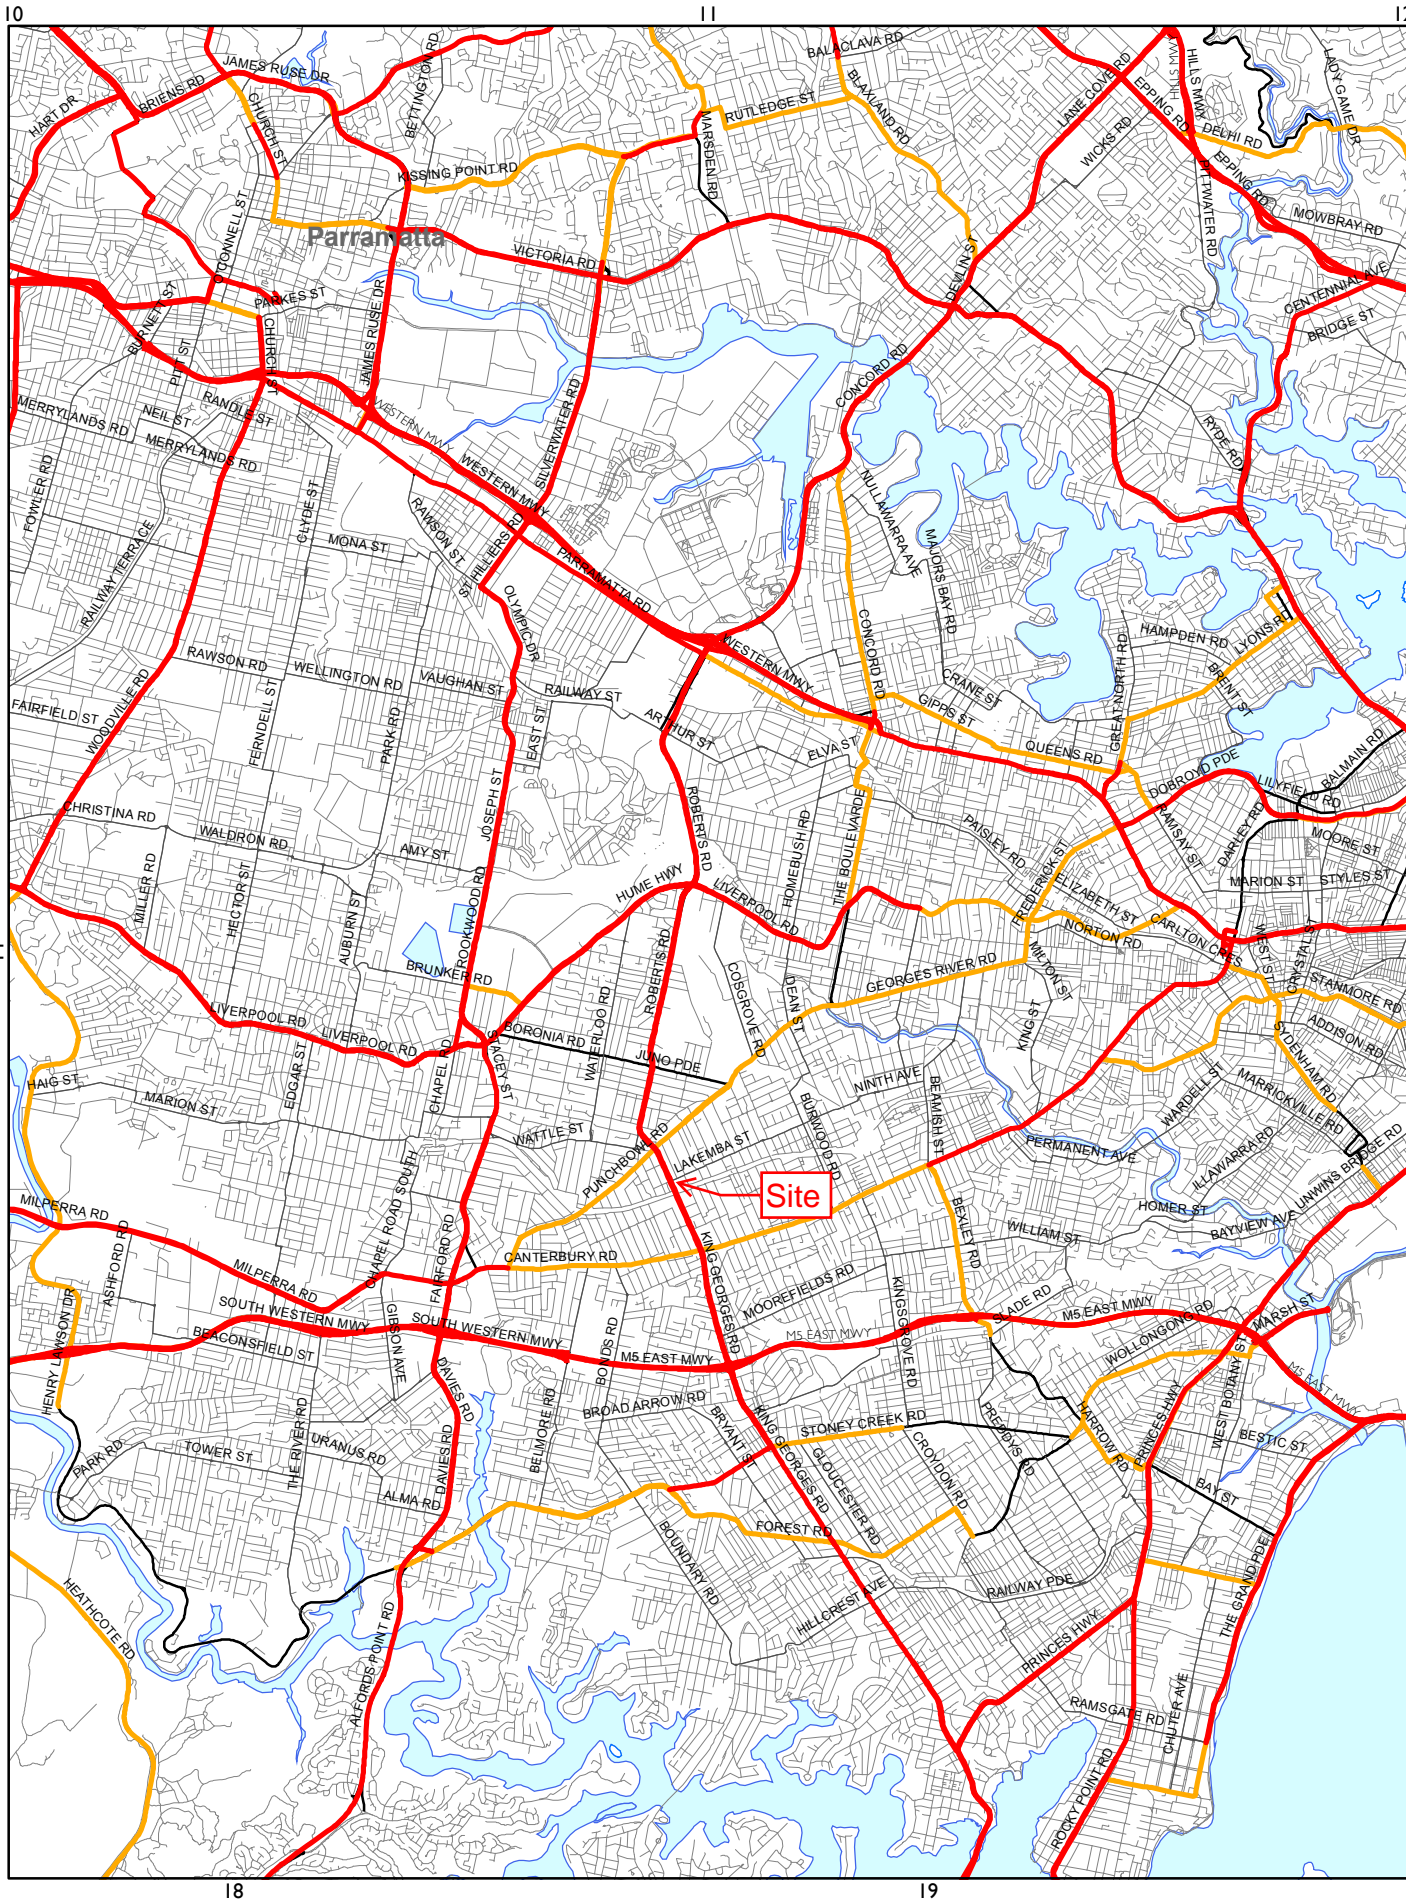 10
11
12
JAMES RUSE DR
BETTINGTON RD
BALACLAVA RD
LANE COVE RD
HILLS MWY
HILLS MWY
LADY GAME DR
HART DR
BRIENS RD
CHURCH ST
RUTLEDGE ST
BLAXLAND RD
EPPING RD
WICKS RD
DELHI RD
MARSDEN RD
EPPING RD
KISSING POINT RD
PITTWATER RD
MOWBRAY RD
O'CONNELL ST
Parramatta
VICTORIA RD
DEVLIN ST
CENTENNIAL AVE
BRIDGE ST
PARKES ST
BURNETT ST
PITT ST
CHURCH ST
JAMES RUSE DR
CONCORD RD
SILVERWATER RD
MERRYLANDS RD
NEIL ST
RANDLE ST
WESTERN MWY
MERRYLANDS RD
WESTERN MWY
RYDE RD
FOWLER RD
CLYDE ST
RAWSON ST
NULLAWARRA AVE
MONA ST
ST HILLIERS RD
PARRAMATTA RD
MAJORS BAY RD
RAILWAY TERRACE
OLYMPIC DR
CONCORD RD
HAMPDEN RD
LYONS RD
RAWSON RD
WELLINGTON RD
VAUGHAN ST
RAILWAY ST
WESTERN MWY
CRANE ST
GREAT NORTH RD
BRENT ST
FAIRFIELD ST
WOODVILLE RD
FERNDELL ST
PARK RD
EAST ST
ARTHUR ST
ELVA ST
GIPPS ST
QUEENS RD
DOBROYD PDE
BALMAIN RD
LILYFIELD RD
CHRISTINA RD
WALDRON RD
AMY ST
JOSEPH ST
ROBERTS RD
HOMEBUSH RD
THE BOULEVARDE
PAISLEY RD
RAMSAY ST
DARLEY RD
MOORE ST
MILLER RD
HECTOR ST
AUBURN ST
HUME HWY
LIVERPOOL RD
FREDERICK ST
ELIZABETH ST
MARION ST
STYLES ST
ROOKWOOD RD
NORTON RD
CARLTON CRES
WEST ST
CRYSTAL ST
BRUNKER RD
ROBERTS RD
COSGROVE RD
DEAN ST
GEORGES RIVER RD
MILTON ST
STANMORE RD
LIVERPOOL RD
LIVERPOOL RD
BORONIA RD
WATERLOO RD
JUNO PDE
KING ST
ADDISON RD
SYDENHAM RD
HAIG ST
MARION ST
EDGAR ST
CHAPEL RD
STACEY ST
NINTH AVE
BEAMISH ST
WARDELL ST
MARRICKVILLE RD
WATTLE ST
PUNCHBOWL RD
LAKEMBA ST
BURWOOD RD
PERMANENT AVE
ILLAWARRA RD
UNWINS BRIDGE RD
Site
MILPERRA RD
ASHFORD RD
CHAPEL ROAD SOUTH
HOMER ST
BAYVIEW AVE
CANTERBURY RD
KING GEORGES RD
BEXLEY RD
WILLIAM ST
MILPERRA RD
FAIRFORD RD
MOOREFIELDS RD
KINGSGROVE RD
SLADE RD
M5 EAST MWY
MARSH ST
HENRY LAWSON DR
SOUTH WESTERN MWY
GIBSON AVE
SOUTH WESTERN MWY
M5 EAST MWY
WOLLONGONG RD
BEACONSFIELD ST
BONDS RD
M5 EAST MWY
WEST BOTANY ST
M5 EAST MWY
DAVIES RD
BELMORE RD
BROAD ARROW RD
BRYANT ST
KING GEORGES RD
STONEY CREEK RD
PREDDYS RD
HARROW RD
PRINCES HWY
BESTIC ST
PARK RD
TOWER ST
THE RIVER RD
URANUS RD
DAVIES RD
ALMA RD
GLOUCESTER RD
CROYDON RD
BAY ST
FOREST RD
BOUNDARY RD
HILLCREST AVE
RAILWAY PDE
THE GRAND PDE
HEATHCOTE RD
ALFORDS POINT RD
PRINCES HWY
RAMSGATE RD
CHUTER AVE
ROCKY POINT RD
18
19